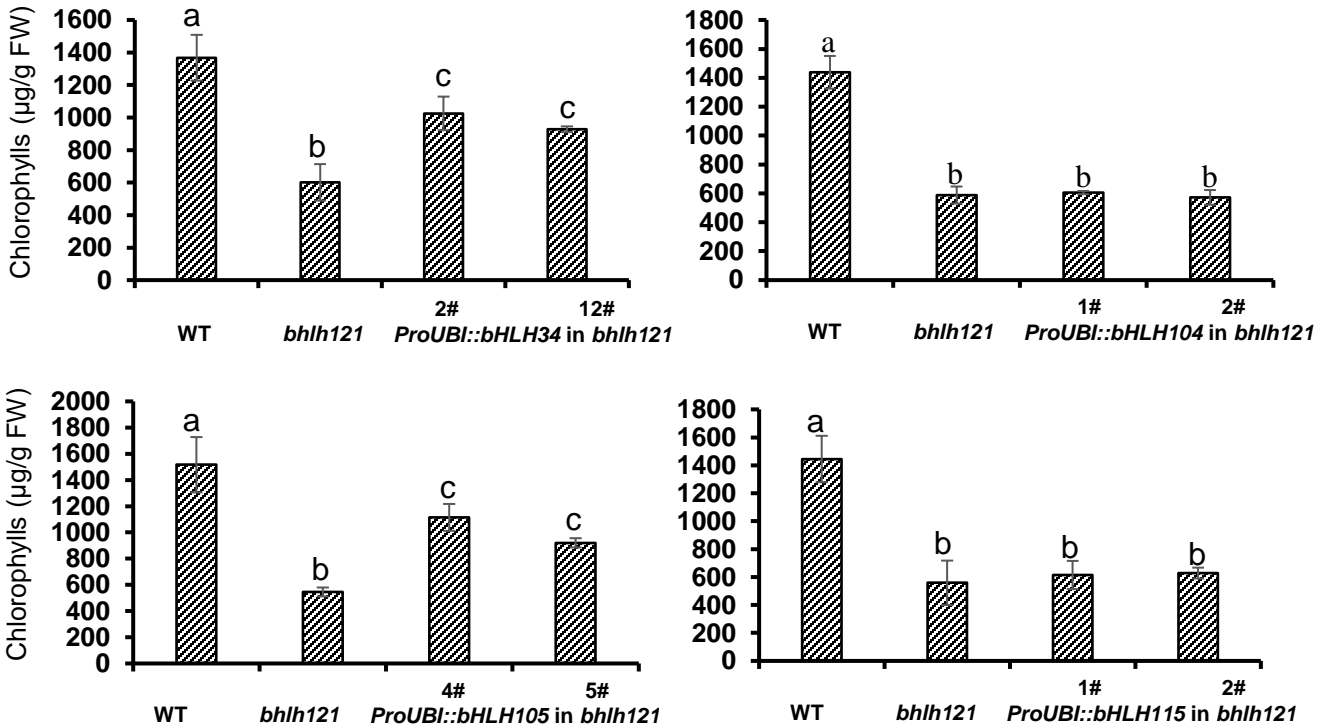 Chlorophylls (µg/g FW)
1600
1400
1200
1000
800
600
400
200
0
a
b
c
c
2# 12#
WT bhlh121 ProUBI::bHLH34 in bhlh121
1800
1600
1400
1200
1000
800
600
400
200
0
a
b
b
b
1# 2#
WT bhlh121 ProUBI::bHLH104 in bhlh121
Chlorophylls (µg/g FW)
2000
1800
1600
1400
1200
1000
800
600
400
200
0
a
b
c
c
4# 5#
WT bhlh121 ProUBI::bHLH105 in bhlh121
1800
1600
1400
1200
1000
800
600
400
200
0
a
b
b
b
1# 2#
WT bhlh121 ProUBI::bHLH115 in bhlh121